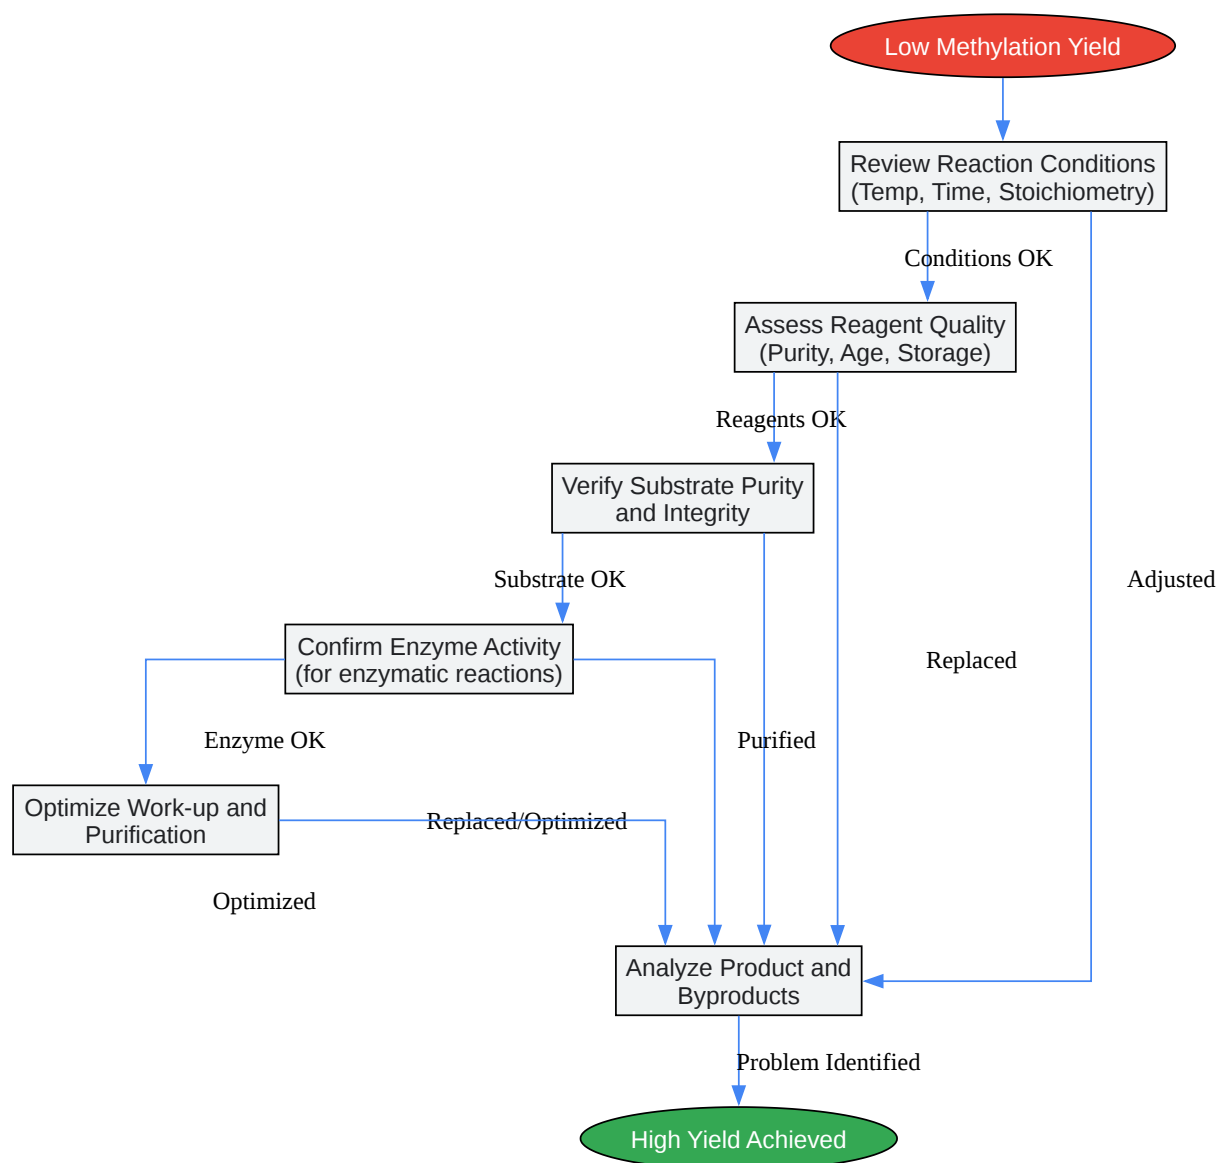 Low Methylation Yield
Review Reaction Conditions
(Temp, Time, Stoichiometry)
Conditions OK
Assess Reagent Quality
(Purity, Age, Storage)
Reagents OK
Verify Substrate Purity
and Integrity
Substrate OK
Adjusted
Confirm Enzyme Activity
(for enzymatic reactions)
Replaced
Enzyme OK
Purified
Optimize Work-up and
Purification
Replaced/Optimized
Optimized
Analyze Product and
Byproducts
Problem Identified
High Yield Achieved